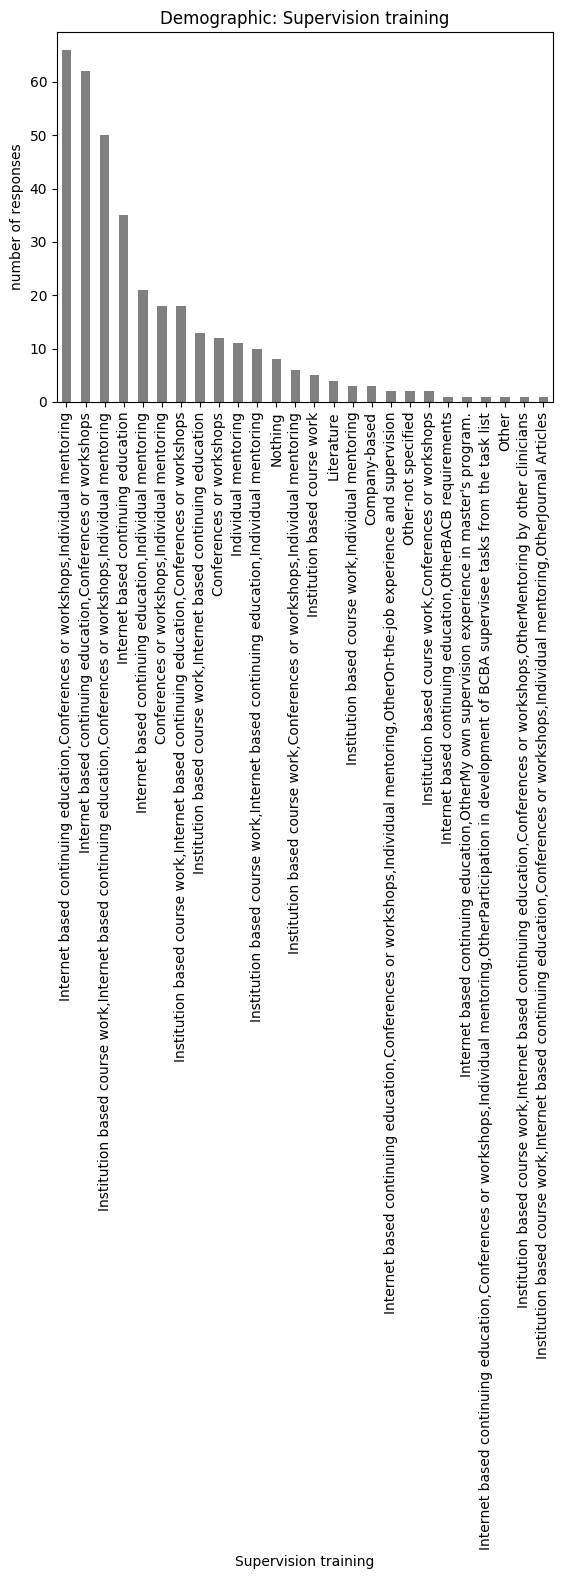 Demographic: Supervision training
number of responses
60
50
40
30
20
10
0
Internet based continuing education,Conferences or workshops,Individual mentoring
Internet based continuing education,Conferences or workshops
Institution based course work,Internet based continuing education,Conferences or workshops,Individual mentoring
Internet based continuing education
Internet based continuing education,Individual mentoring
Conferences or workshops,Individual mentoring
Institution based course work,Internet based continuing education,Conferences or workshops
Institution based course work,Internet based continuing education
Conferences or workshops
Individual mentoring
Institution based course work,Internet based continuing education,Individual mentoring
Nothing
Institution based course work,Conferences or workshops,Individual mentoring
Institution based course work
Literature
Institution based course work,Individual mentoring
Company-based
Internet based continuing education,Conferences or workshops,Individual mentoring,OtherOn-the-job experience and supervision
Other-not specified
Institution based course work,Conferences or workshops
Internet based continuing education,OtherBACB requirements
Internet based continuing education,OtherMy own supervision experience in master's program.
Internet based continuing education,Conferences or workshops,Individual mentoring,OtherParticipation in development of BCBA supervisee tasks from the task list
Other
Institution based course work,Internet based continuing education,Conferences or workshops,OtherMentoring by other clinicians
Institution based course work,Internet based continuing education,Conferences or workshops,Individual mentoring,OtherJournal Articles
Supervision training